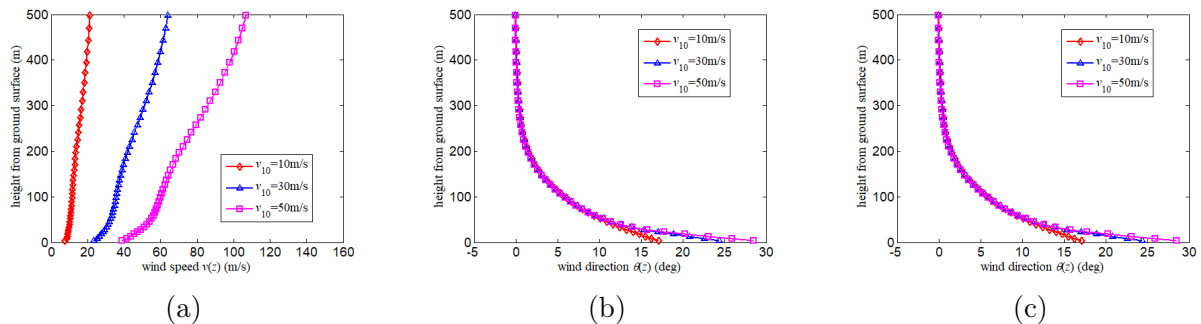 500
400
300
200
100
0
height from ground surface (m)
v10=10m/s
v10=30m/s
v10=50m/s
0 20 40 60 80 100 120 140 160
wind speed v(z) (m/s)
(a)
500
400
300
200
100
0
height from ground surface (m)
v10=10m/s
v10=30m/s
v10=50m/s
-5 0 5 10 15 20 25 30
wind direction θ(z) (deg)
(b)
500
400
300
200
100
0
height from ground surface (m)
v10=10m/s
v10=30m/s
v10=50m/s
-5 0 5 10 15 20 25 30
wind direction θ(z) (deg)
(c)